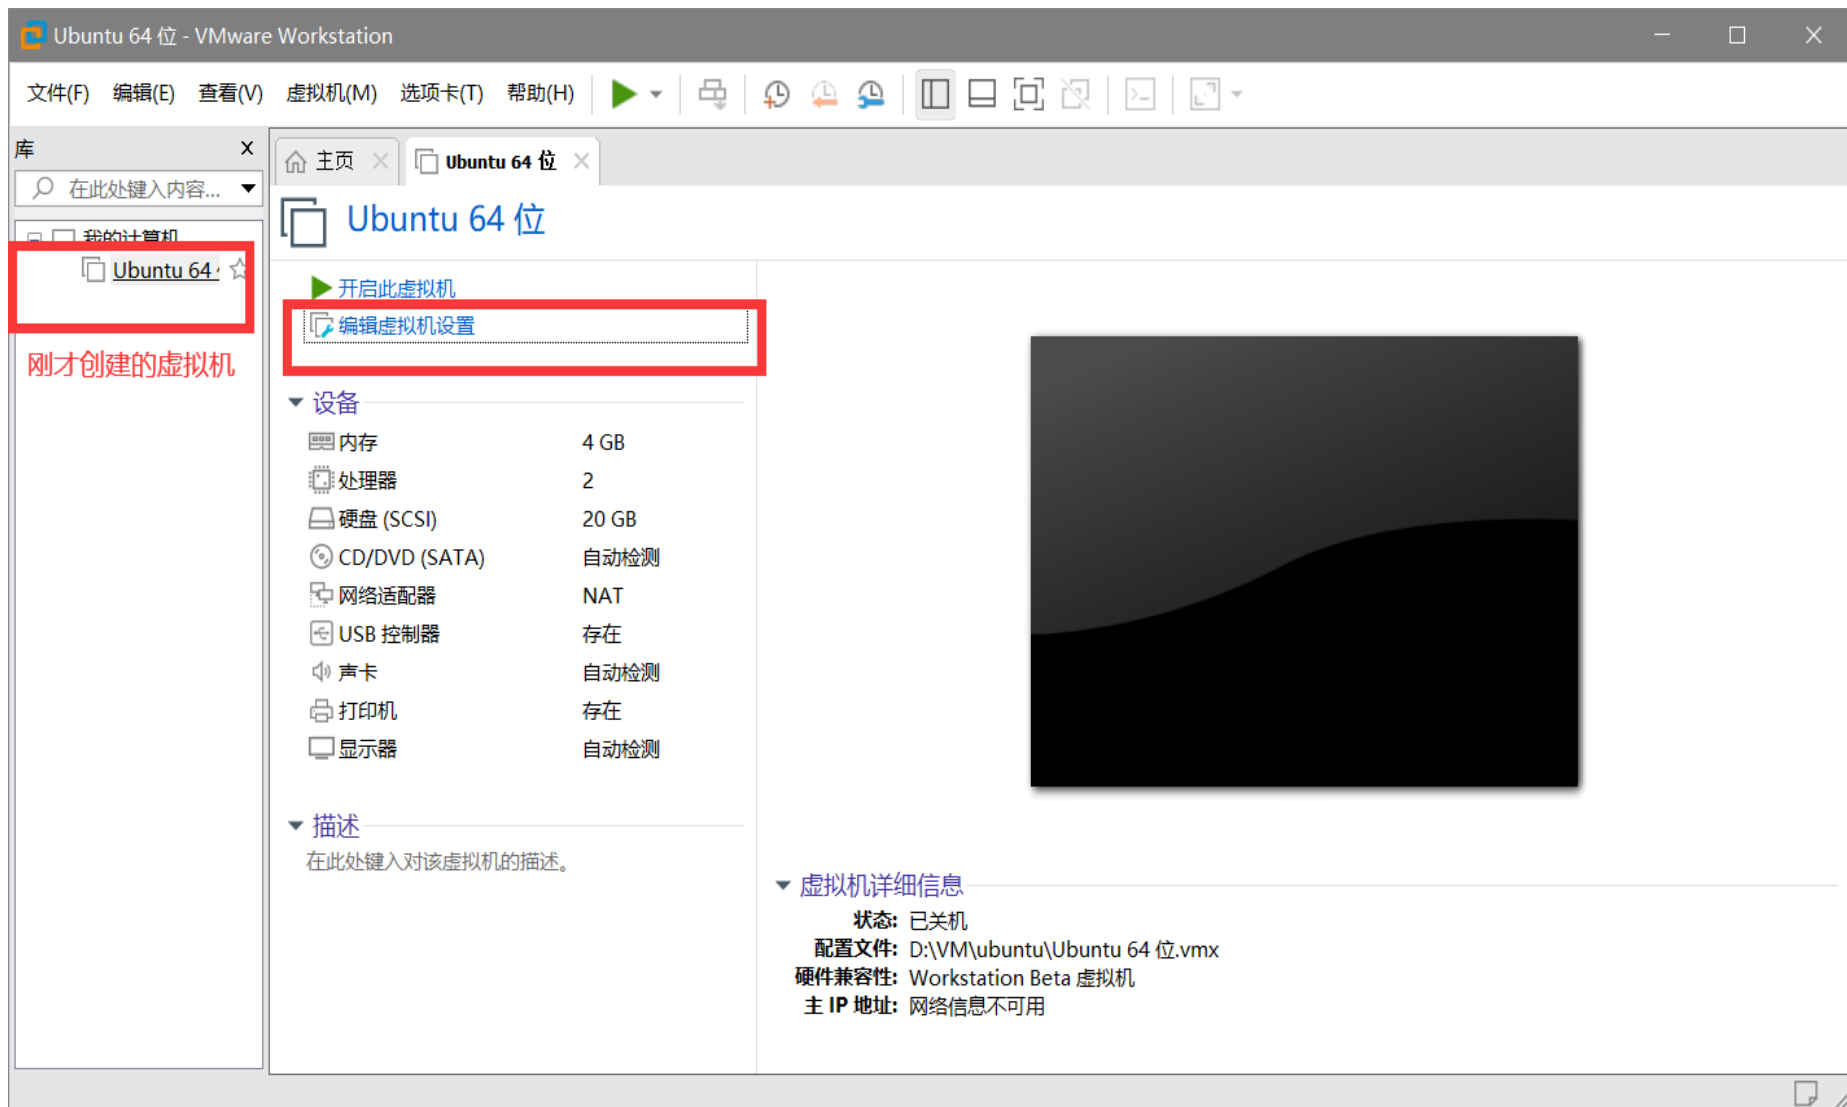 Ubuntu 64 位 - VMware Workstation
文件(F) 编辑(E) 查看(V) 虚拟机(M) 选项卡(T) 帮助(H)
库 x
在此处键入内容...
我的计算机
Ubuntu 64
刚才创建的虚拟机
主页 Ubuntu 64 位
Ubuntu 64 位
开启此虚拟机
编辑虚拟机设置
设备
内存 4 GB
处理器 2
硬盘 (SCSI) 20 GB
CD/DVD (SATA) 自动检测
网络适配器 NAT
USB 控制器 存在
声卡 自动检测
打印机 存在
显示器 自动检测
描述
在此处键入对该虚拟机的描述。
虚拟机详细信息
状态: 已关机
配置文件: D:\VM\ubuntu\Ubuntu 64 位.vmx
硬件兼容性: Workstation Beta 虚拟机
主 IP 地址: 网络信息不可用